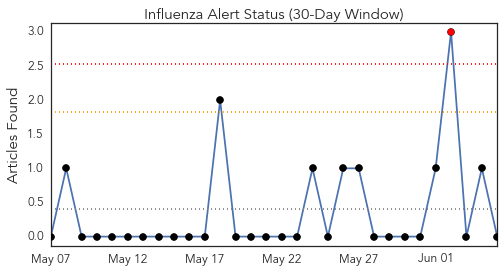 Influenza Alert Status (30-Day Window)
Articles Found
3.0
2.5
2.0
1.5
1.0
0.5
0.0
May 07
May 12
May 17
May 22
May 27
Jun 01